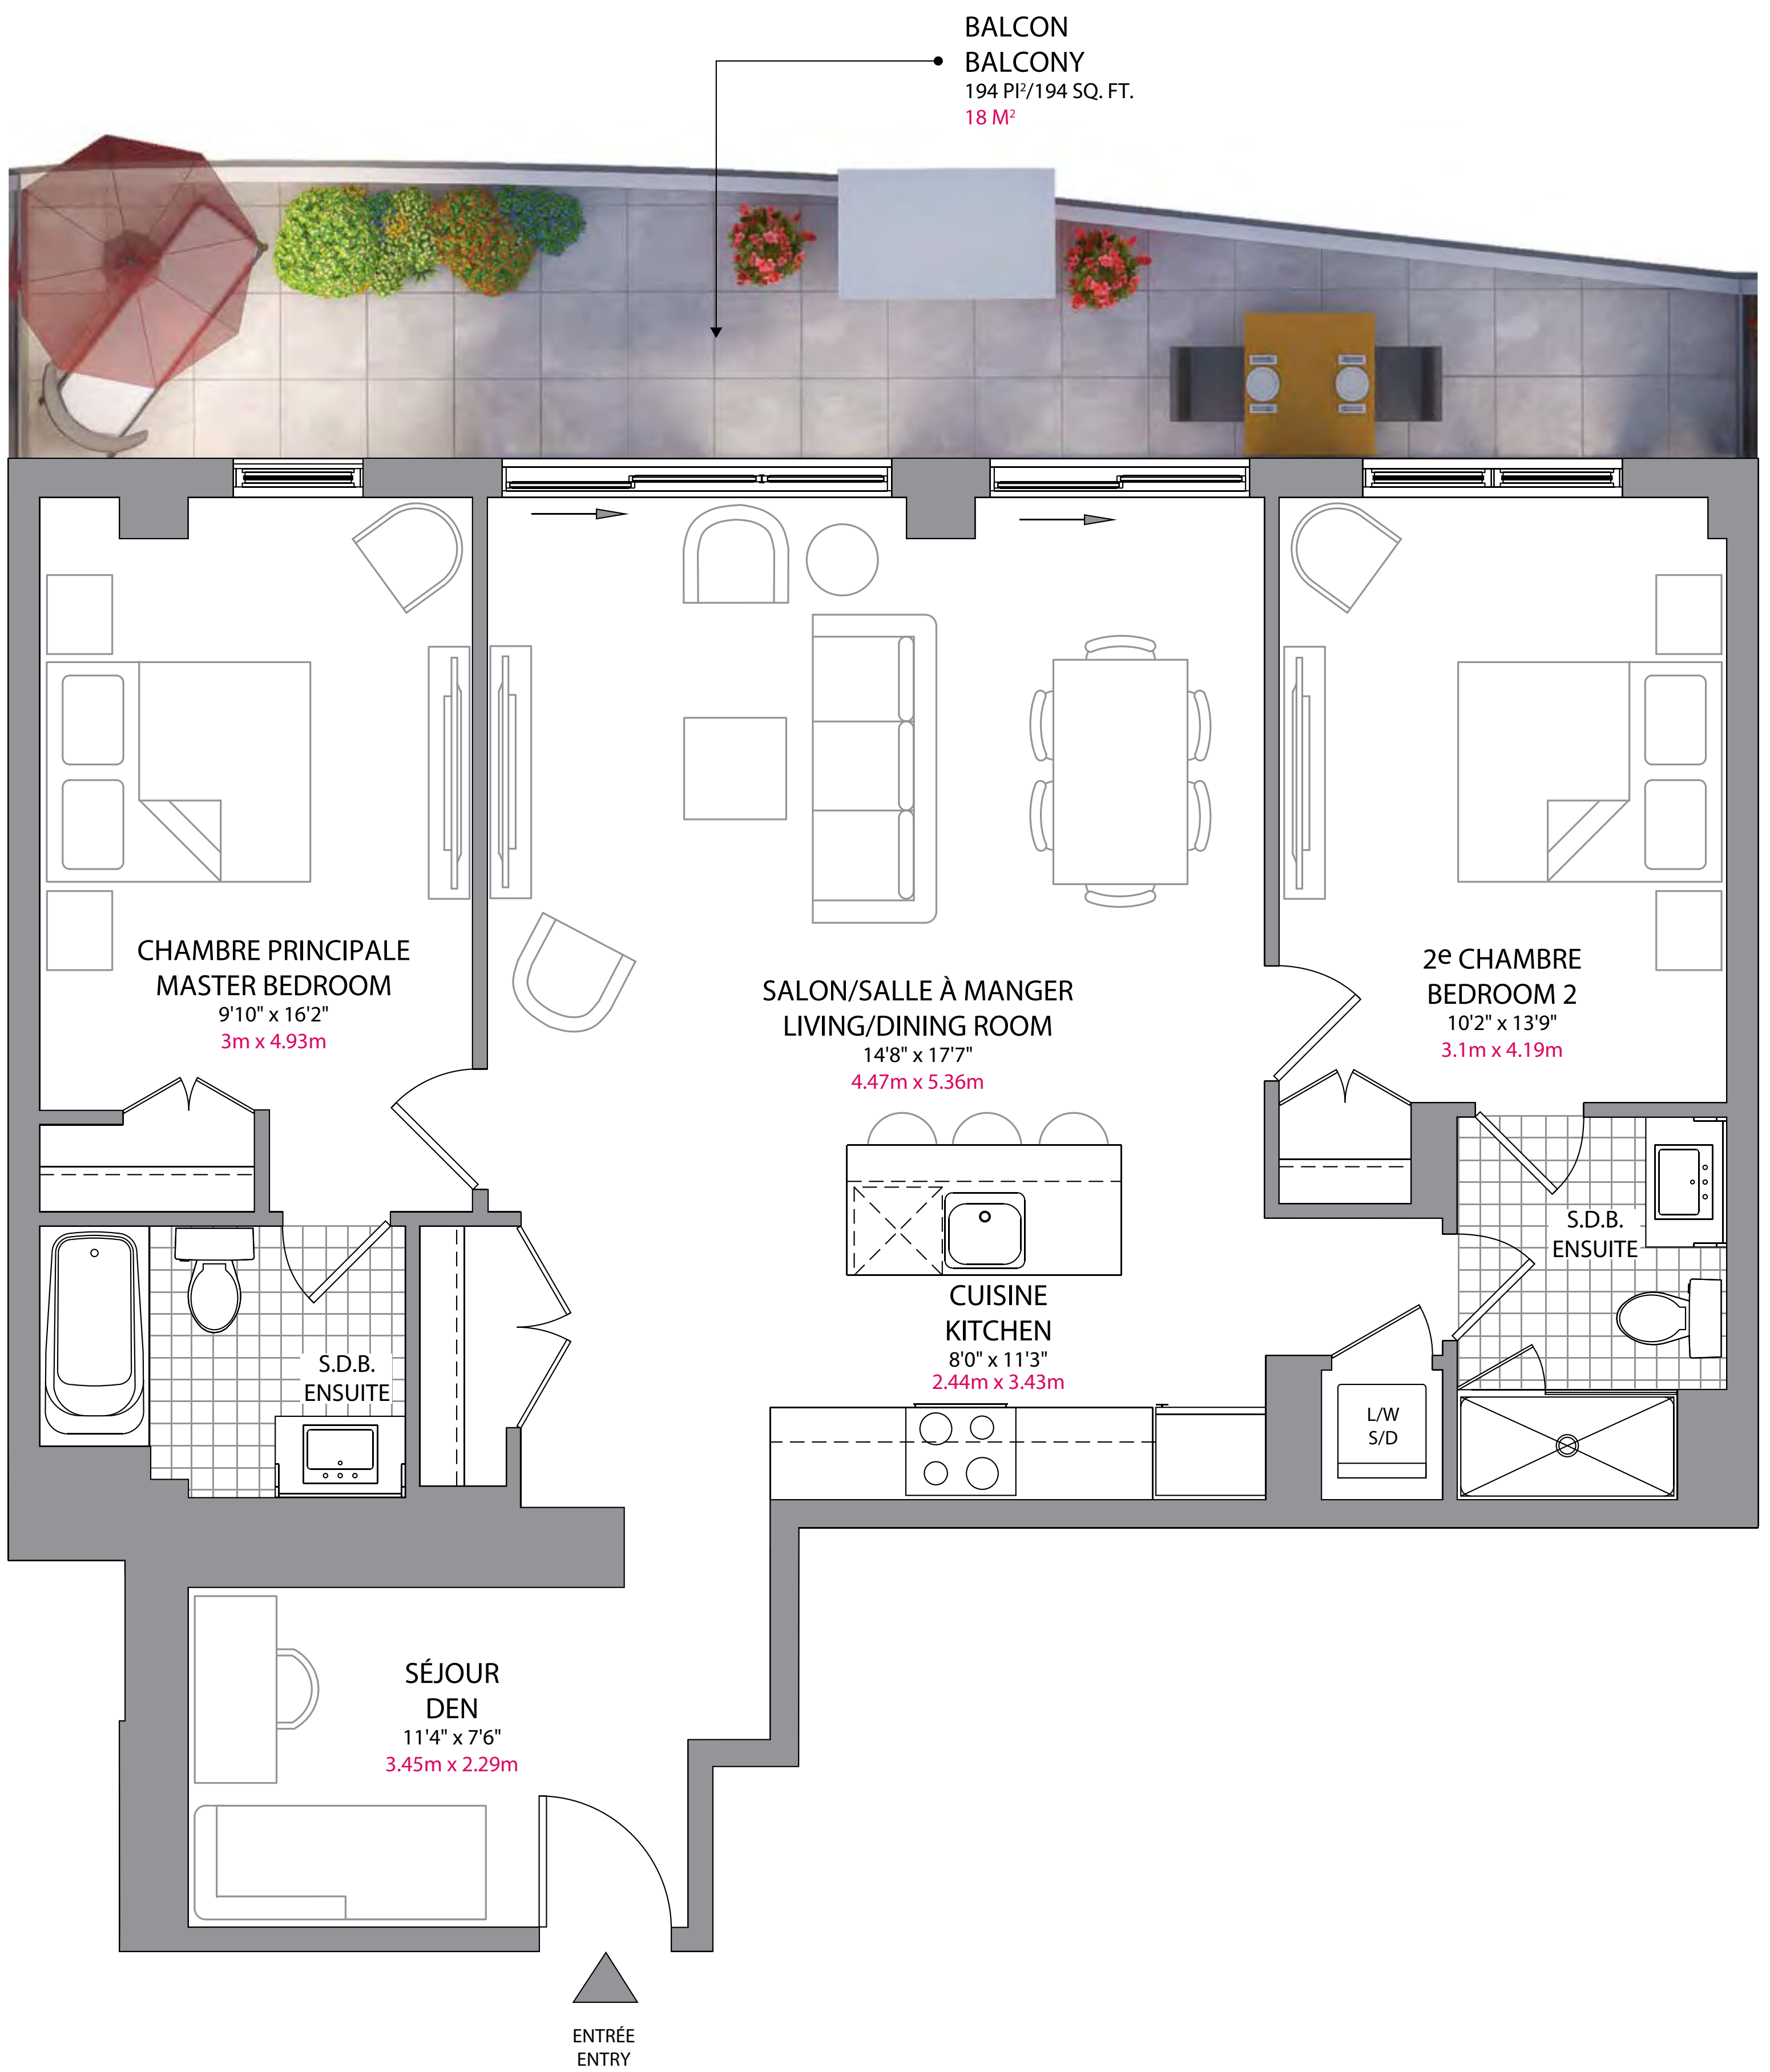 BALCON
BALCONY
194 PI²/194 SQ. FT.
18 M²
CHAMBRE PRINCIPALE
MASTER BEDROOM
9'10" x 16'2"
3m x 4.93m
SALON/SALLE À MANGER
LIVING/DINING ROOM
14'8" x 17'7"
4.47m x 5.36m
2e CHAMBRE
BEDROOM 2
10'2" x 13'9"
3.1m x 4.19m
S.D.B.
ENSUITE
CUISINE
KITCHEN
8'0" x 11'3"
2.44m x 3.43m
S.D.B.
ENSUITE
L/W
S/D
SÉJOUR
DEN
11'4" x 7'6"
3.45m x 2.29m
ENTRÉE
ENTRY